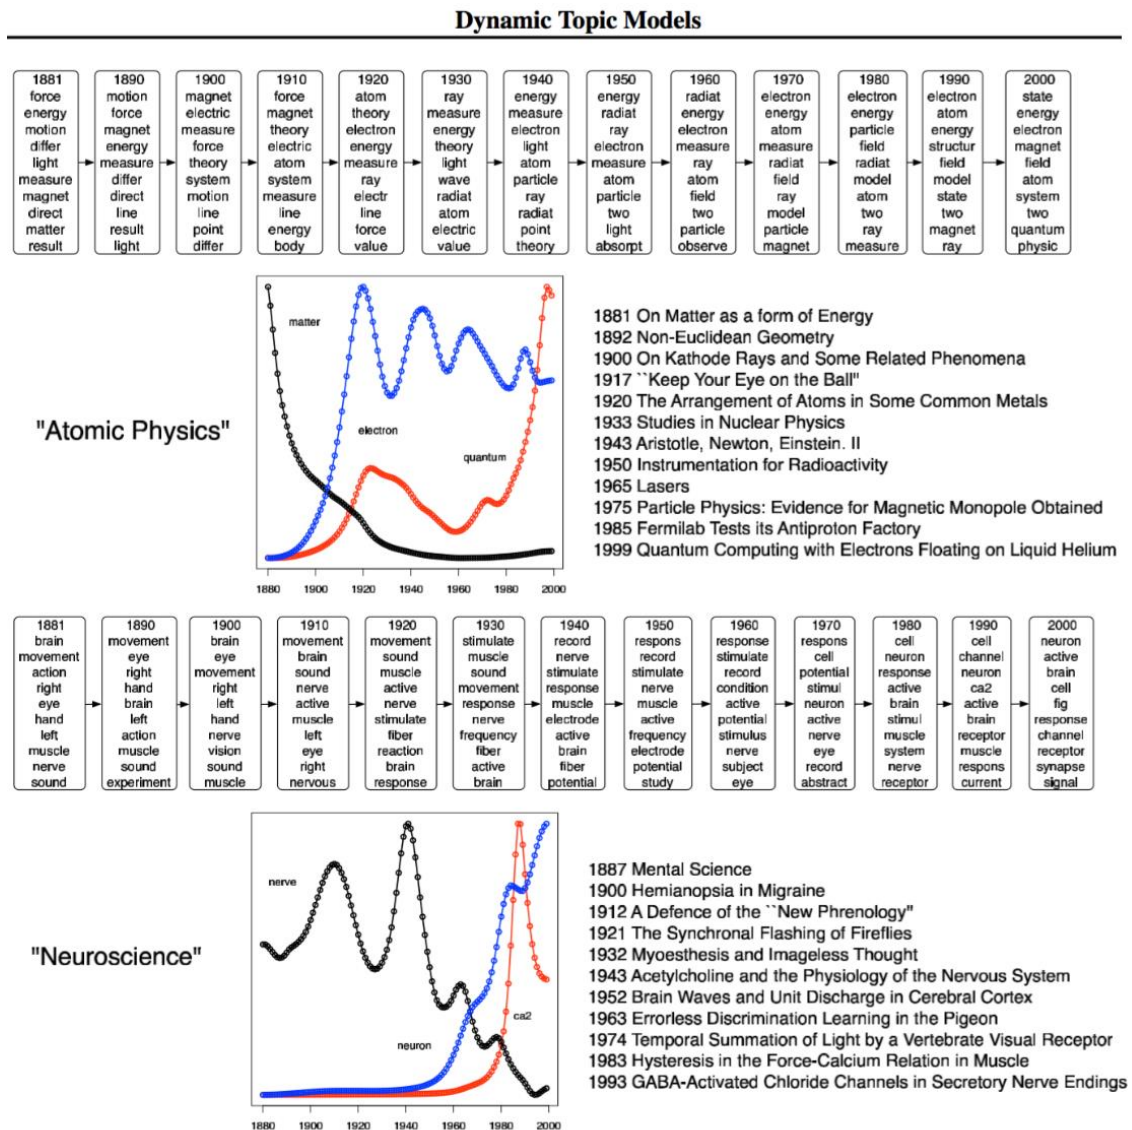 Dynamic Topic Models
1881 1890 1900 1910 1920 1930 1940 1950 1960 1970 1980 1990 2000
force motion magnet force atom ray energy energy radiat electron electron electron state
energy force electric magnet theory measure measure radiat energy energy energy atom energy
motion magnet measure theory electron energy electron ray electron atom particle energy electron
differ energy force electric energy theory light electron measure measure field structur magnet
light measure theory atom measure light atom measure ray radiat radiat field field
measure differ system system ray wave particle atom atom field model model atom
magnet direct motion measure electr radiat ray particle field ray atom state system
direct line line line line atom radiat two two model two two two
matter result point energy force electric point light particle particle ray magnet quantum
result light differ body value value theory absorpt observe magnet measure ray physic
"Atomic Physics"
matter
electron
quantum
1880 1900 1920 1940 1960 1980 2000
1881 On Matter as a form of Energy
1892 Non-Euclidean Geometry
1900 On Kathode Rays and Some Related Phenomena
1917 ``Keep Your Eye on the Ball"
1920 The Arrangement of Atoms in Some Common Metals
1933 Studies in Nuclear Physics
1943 Aristotle, Newton, Einstein. II
1950 Instrumentation for Radioactivity
1965 Lasers
1975 Particle Physics: Evidence for Magnetic Monopole Obtained
1985 Fermilab Tests its Antiproton Factory
1999 Quantum Computing with Electrons Floating on Liquid Helium
1881 1890 1900 1910 1920 1930 1940 1950 1960 1970 1980 1990 2000
brain movement brain movement movement stimulate record respons response respons cell cell neuron
movement eye eye brain sound muscle nerve record stimulate cell neuron channel active
action right movement sound muscle sound stimulate stimulate record potential response neuron brain
right hand right nerve active movement response nerve condition stimul active ca2 cell
eye brain left active nerve response muscle muscle active neuron brain active fig
hand left hand muscle stimulate nerve electrode active potential active stimul brain response
left action nerve left fiber frequency active frequency stimulus nerve muscle receptor channel
muscle muscle vision eye reaction fiber brain electrode nerve eye system muscle receptor
nerve sound sound right brain active fiber potential subject record nerve respons synapse
sound experiment muscle nervous response brain potential study eye abstract receptor current signal
"Neuroscience"
nerve
neuron
ca2
1880 1900 1920 1940 1960 1980 2000
1887 Mental Science
1900 Hemianopsia in Migraine
1912 A Defence of the ``New Phrenology"
1921 The Synchronal Flashing of Fireflies
1932 Myoesthesis and Imageless Thought
1943 Acetylcholine and the Physiology of the Nervous System
1952 Brain Waves and Unit Discharge in Cerebral Cortex
1963 Errorless Discrimination Learning in the Pigeon
1974 Temporal Summation of Light by a Vertebrate Visual Receptor
1983 Hysteresis in the Force-Calcium Relation in Muscle
1993 GABA-Activated Chloride Channels in Secretory Nerve Endings